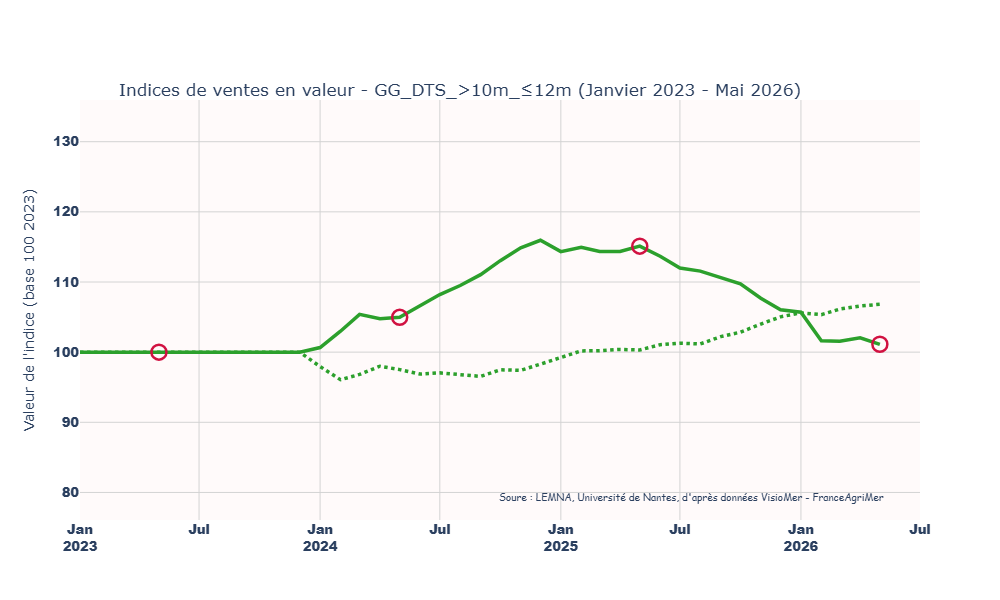 Indices de ventes en valeur - GG_DTS_>10m_≤12m (Janvier 2023 - Mai 2026)
Valeur de l'indice (base 100 2023)
130
120
110
100
90
80
Soure : LEMNA, Université de Nantes, d'après données VisioMer - FranceAgriMer
Jan Jul Jan Jul Jan Jul Jan Jul
2023 2024 2025 2026